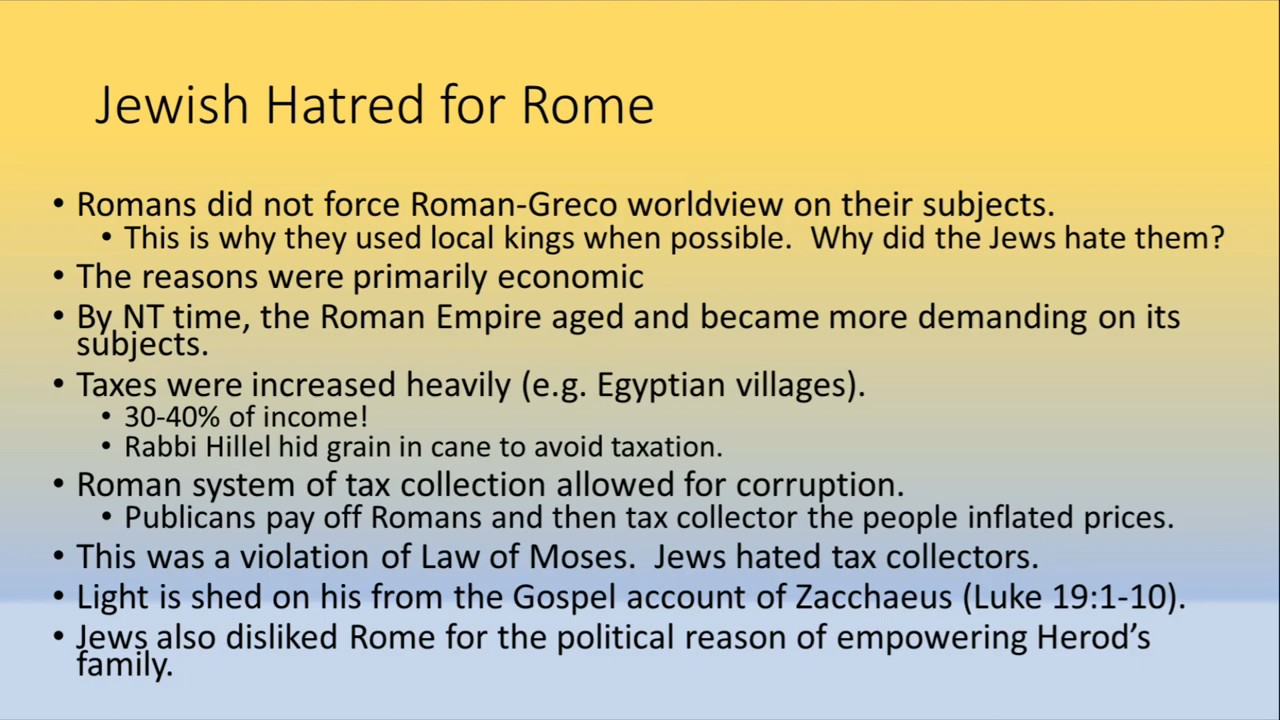 Jewish Hatred for Rome
• Romans did not force Roman-Greco worldview on their subjects.
• This is why they used local kings when possible.  Why did the Jews hate them?
• The reasons were primarily economic
• By NT time, the Roman Empire aged and became more demanding on its
subjects.
• Taxes were increased heavily (e.g. Egyptian villages).
• 30-40% of income!
• Rabbi Hillel hid grain in cane to avoid taxation.
• Roman system of tax collection allowed for corruption.
• Publicans pay off Romans and then tax collector the people inflated prices.
• This was a violation of Law of Moses.  Jews hated tax collectors.
• Light is shed on his from the Gospel account of Zacchaeus (Luke 19:1-10).
• Jews also disliked Rome for the political reason of empowering Herod’s
family.